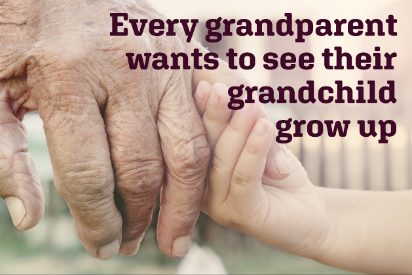 Every grandparent
wants to see their
grandchild
grow up